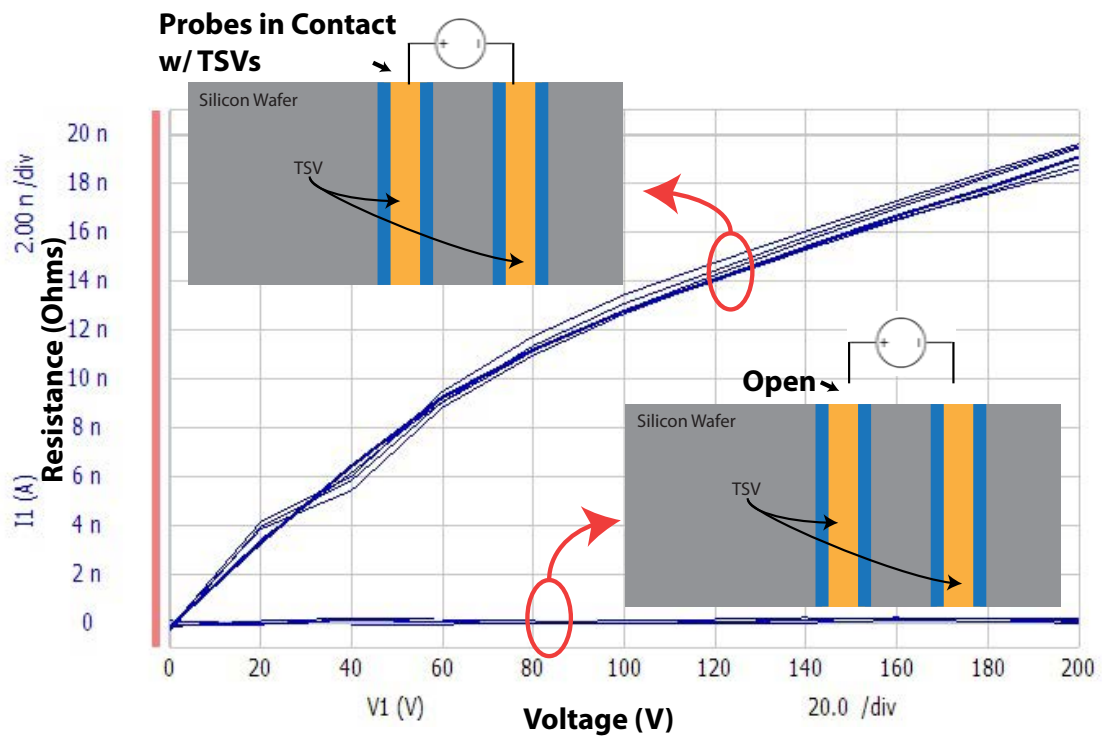 Probes in Contact
w/ TSVs
+
I
Silicon Wafer
TSV
Open
+
I
Silicon Wafer
TSV
2.00 n /div
Resistance (Ohms)
I1 (A)
20 n
18 n
16 n
14 n
12 n
10 n
8 n
6 n
4 n
2 n
0
0 20 40 60 80 100 120 140 160 180 200
V1 (V)
Voltage (V)
20.0 /div